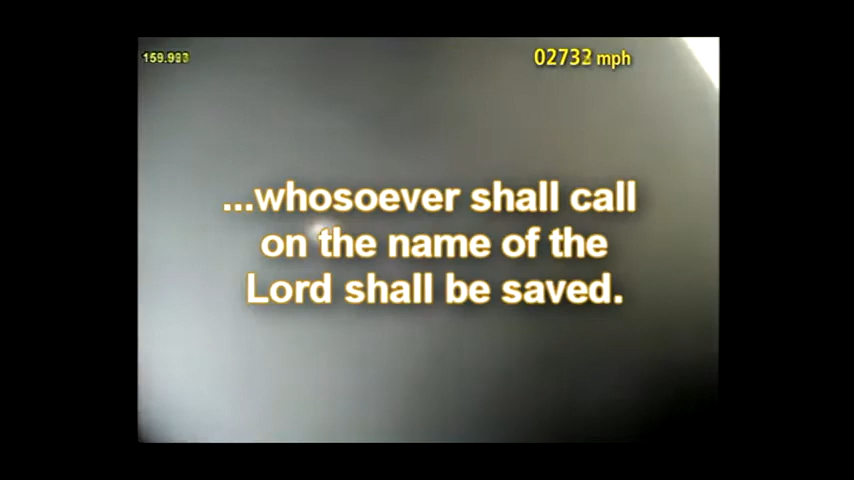 159.993 02732 mph
...whosoever shall call
on the name of the
Lord shall be saved.